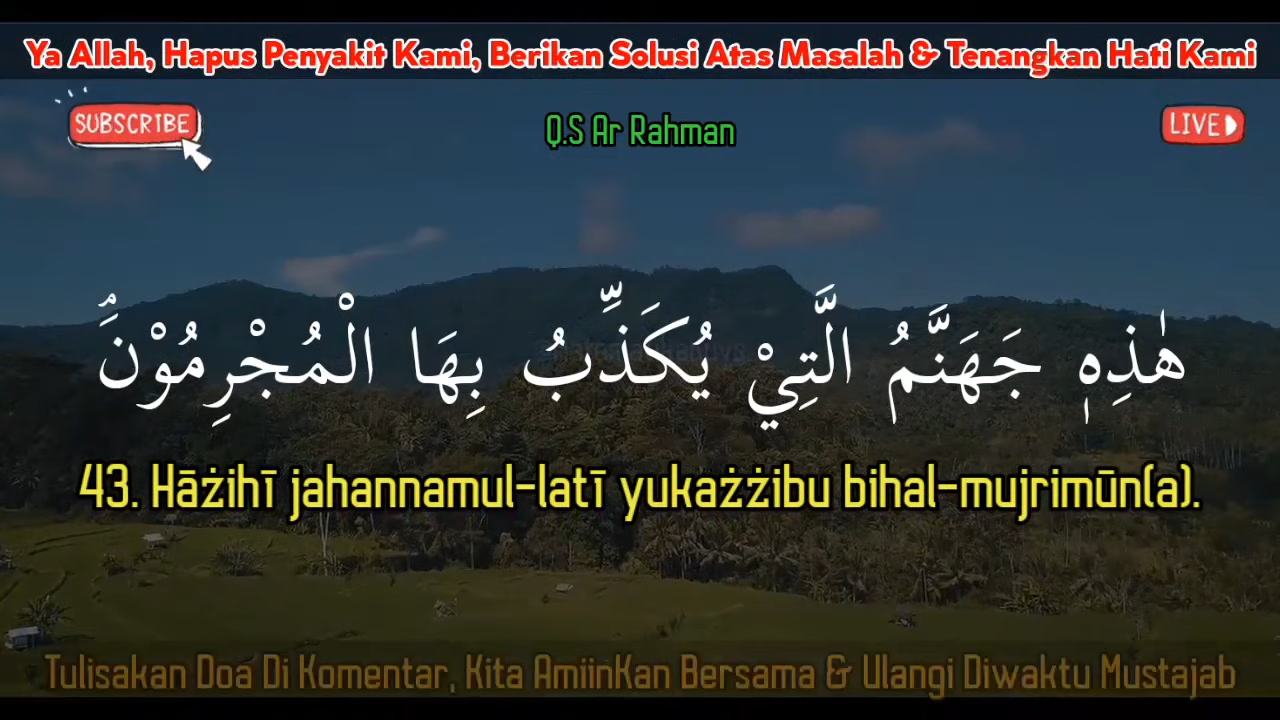 Ya Allah, Hapus Penyakit Kami, Berikan Solusi Atas Masalah & Tenangkan Hati Kami
SUBSCRIBE
Q.S Ar Rahman
LIVE
هٰذِهٖ جَهَنَّمُ الَّتِيْ يُكَذِّبُ بِهَا الْمُجْرِمُوْنَۘ
43. Hāżihī jahannamul-latī yukażżibu bihal-mujrimūn(a).
Tulisakan Doa Di Komentar, Kita AmiinKan Bersama & Ulangi Diwaktu Mustajab